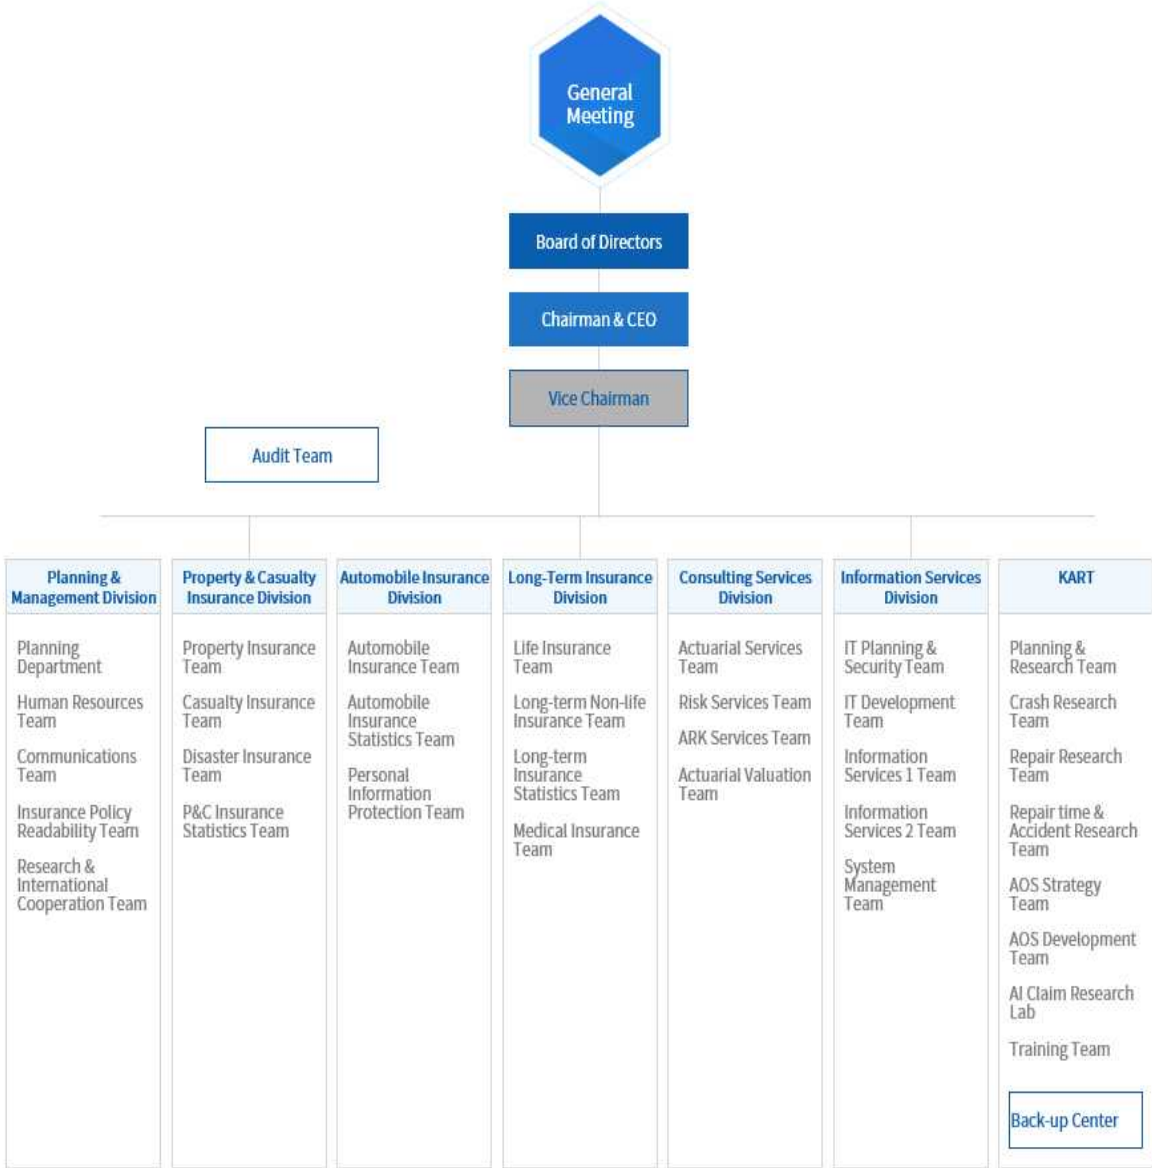 General
Meeting
Board of Directors
Chairman & CEO
Vice Chairman
Audit Team
Planning &
Management Division
Planning
Department
Human Resources
Team
Communications
Team
Insurance Policy
Readability Team
Research &
International
Cooperation Team
Property & Casualty
Insurance Division
Property Insurance
Team
Casualty Insurance
Team
Disaster Insurance
Team
P&C Insurance
Statistics Team
Automobile Insurance
Division
Automobile
Insurance Team
Automobile
Insurance
Statistics Team
Personal
Information
Protection Team
Long-Term Insurance
Division
Life Insurance
Team
Long-term Non-life
Insurance Team
Long-term
Insurance
Statistics Team
Medical Insurance
Team
Consulting Services
Division
Actuarial Services
Team
Risk Services Team
ARK Services Team
Actuarial Valuation
Team
Information Services
Division
IT Planning &
Security Team
IT Development
Team
Information
Services 1 Team
Information
Services 2 Team
System
Management
Team
KART
Planning &
Research Team
Crash Research
Team
Repair Research
Team
Repair time &
Accident Research
Team
AOS Strategy
Team
AOS Development
Team
AI Claim Research
Lab
Training Team
Back-up Center